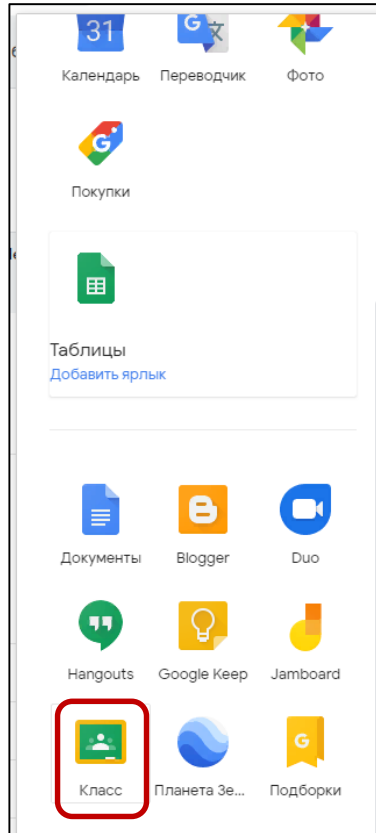 31
G
Календарь Переводчик Фото
G
Покупки
Таблицы
Добавить ярлык
Документы Blogger Duo
Hangouts Google Keep Jamboard
G
Класс Планета Зе... Подборки